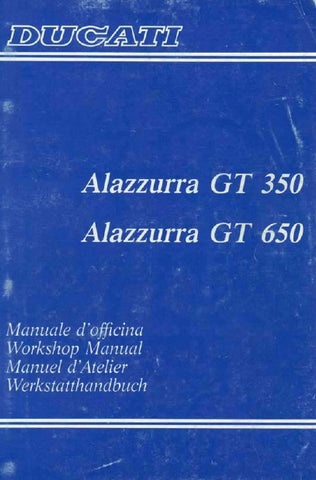 DUCATI
Alazzurra GT 350
Alazzurra GT 650
Manuale d'officina
Workshop Manual
Manuel d'Atelier
Werkstatthandbuch